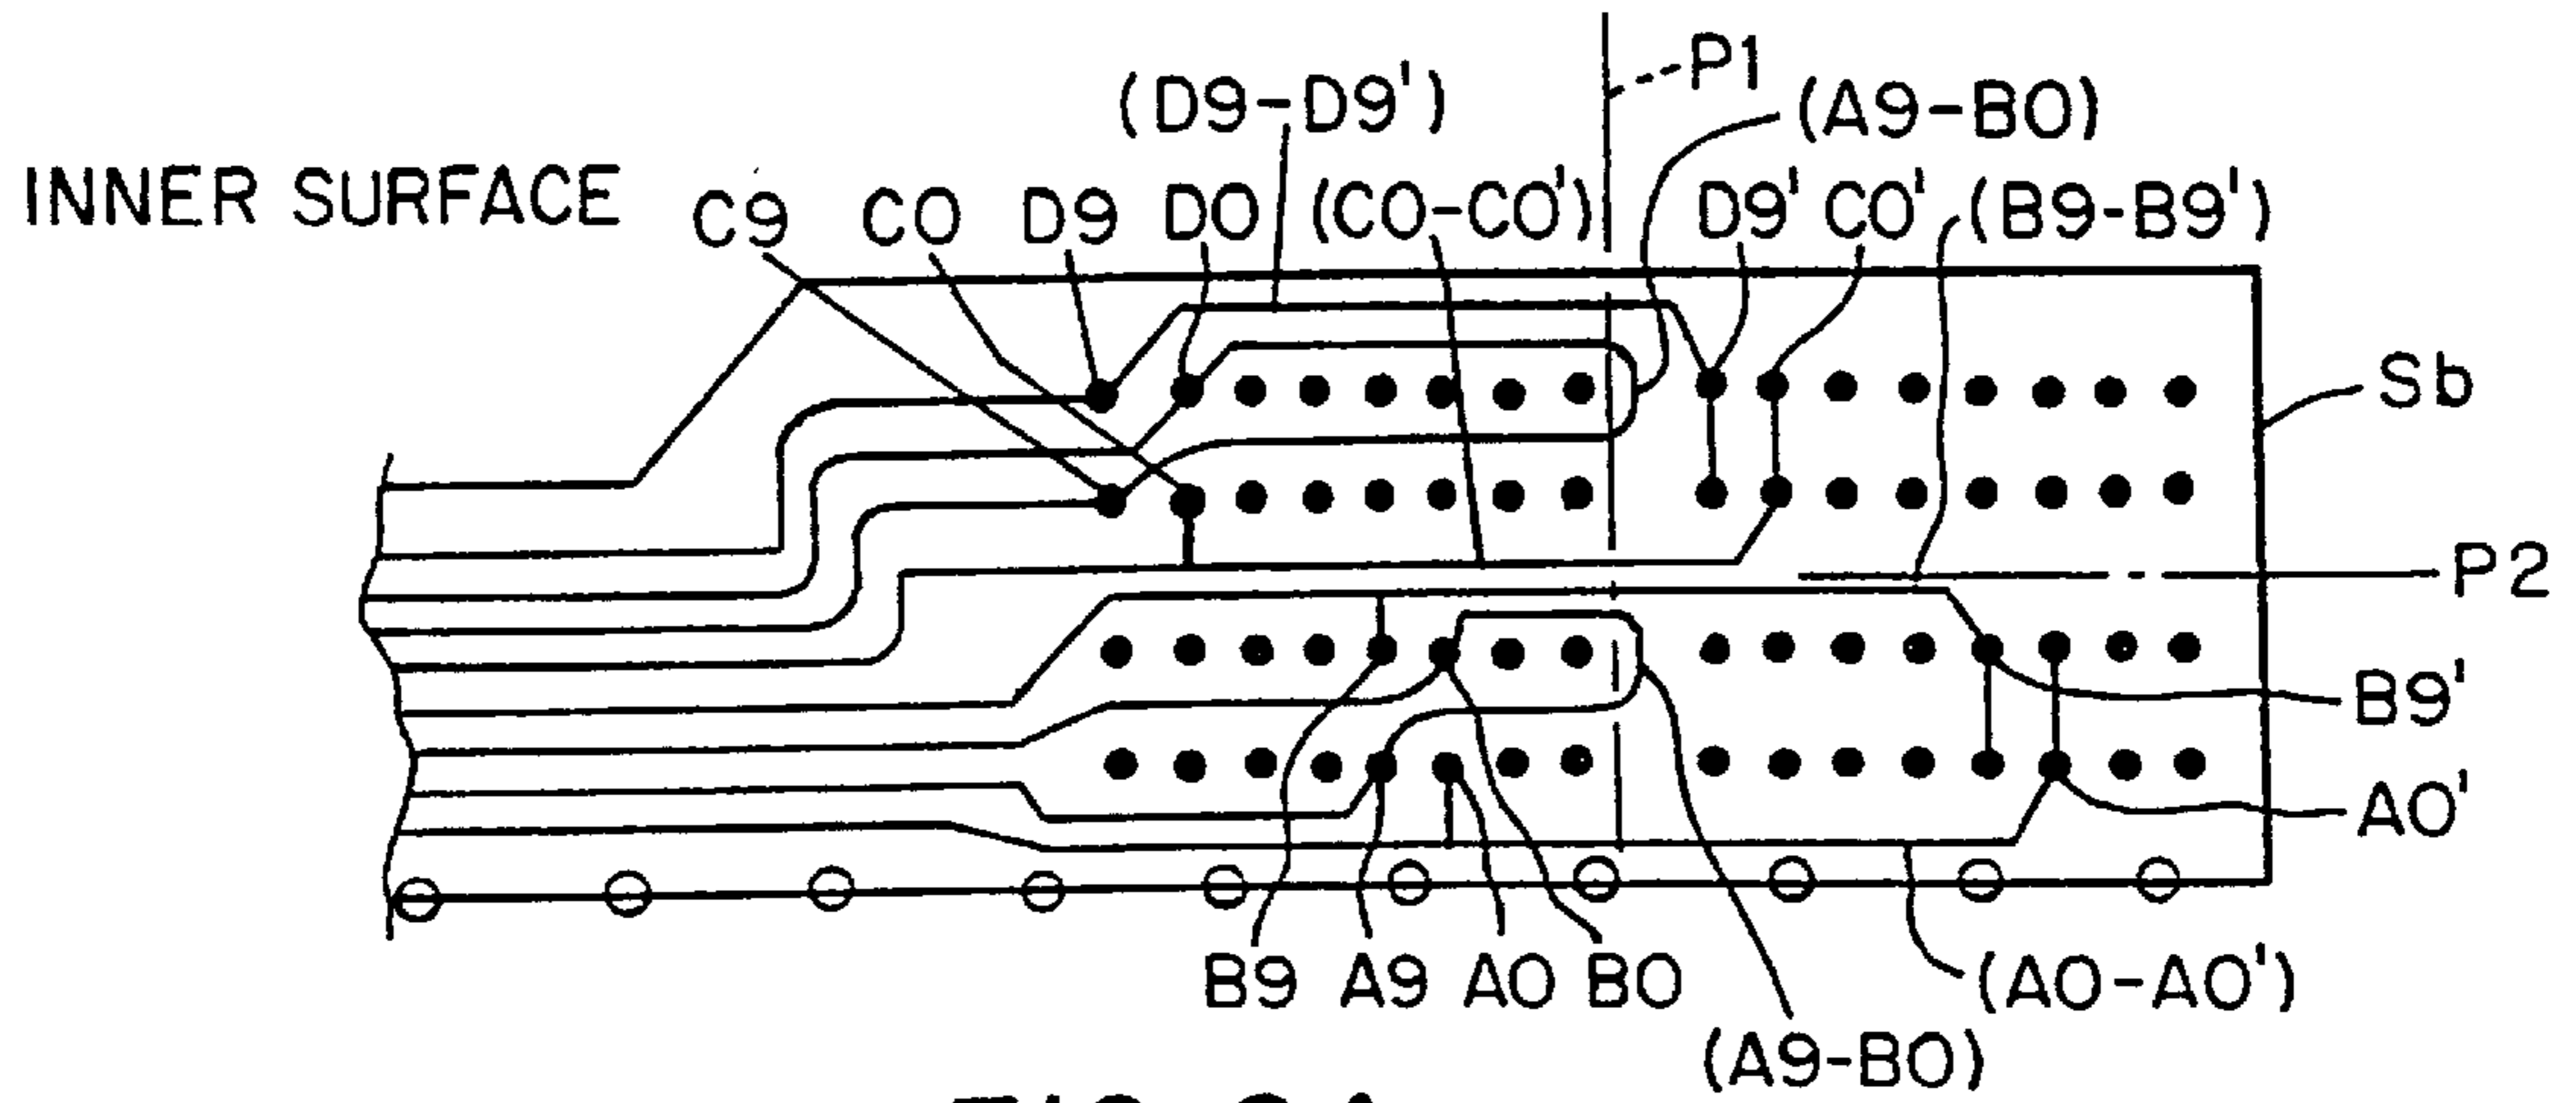 P1
(D9-D9')
(A9-B0)
INNER SURFACE
C9 C0 D9 D0 (C0-C0') D9' C0' (B9-B9')
Sb
P2
B9'
A0'
B9 A9 A0 B0
(A0-A0')
(A9-B0)